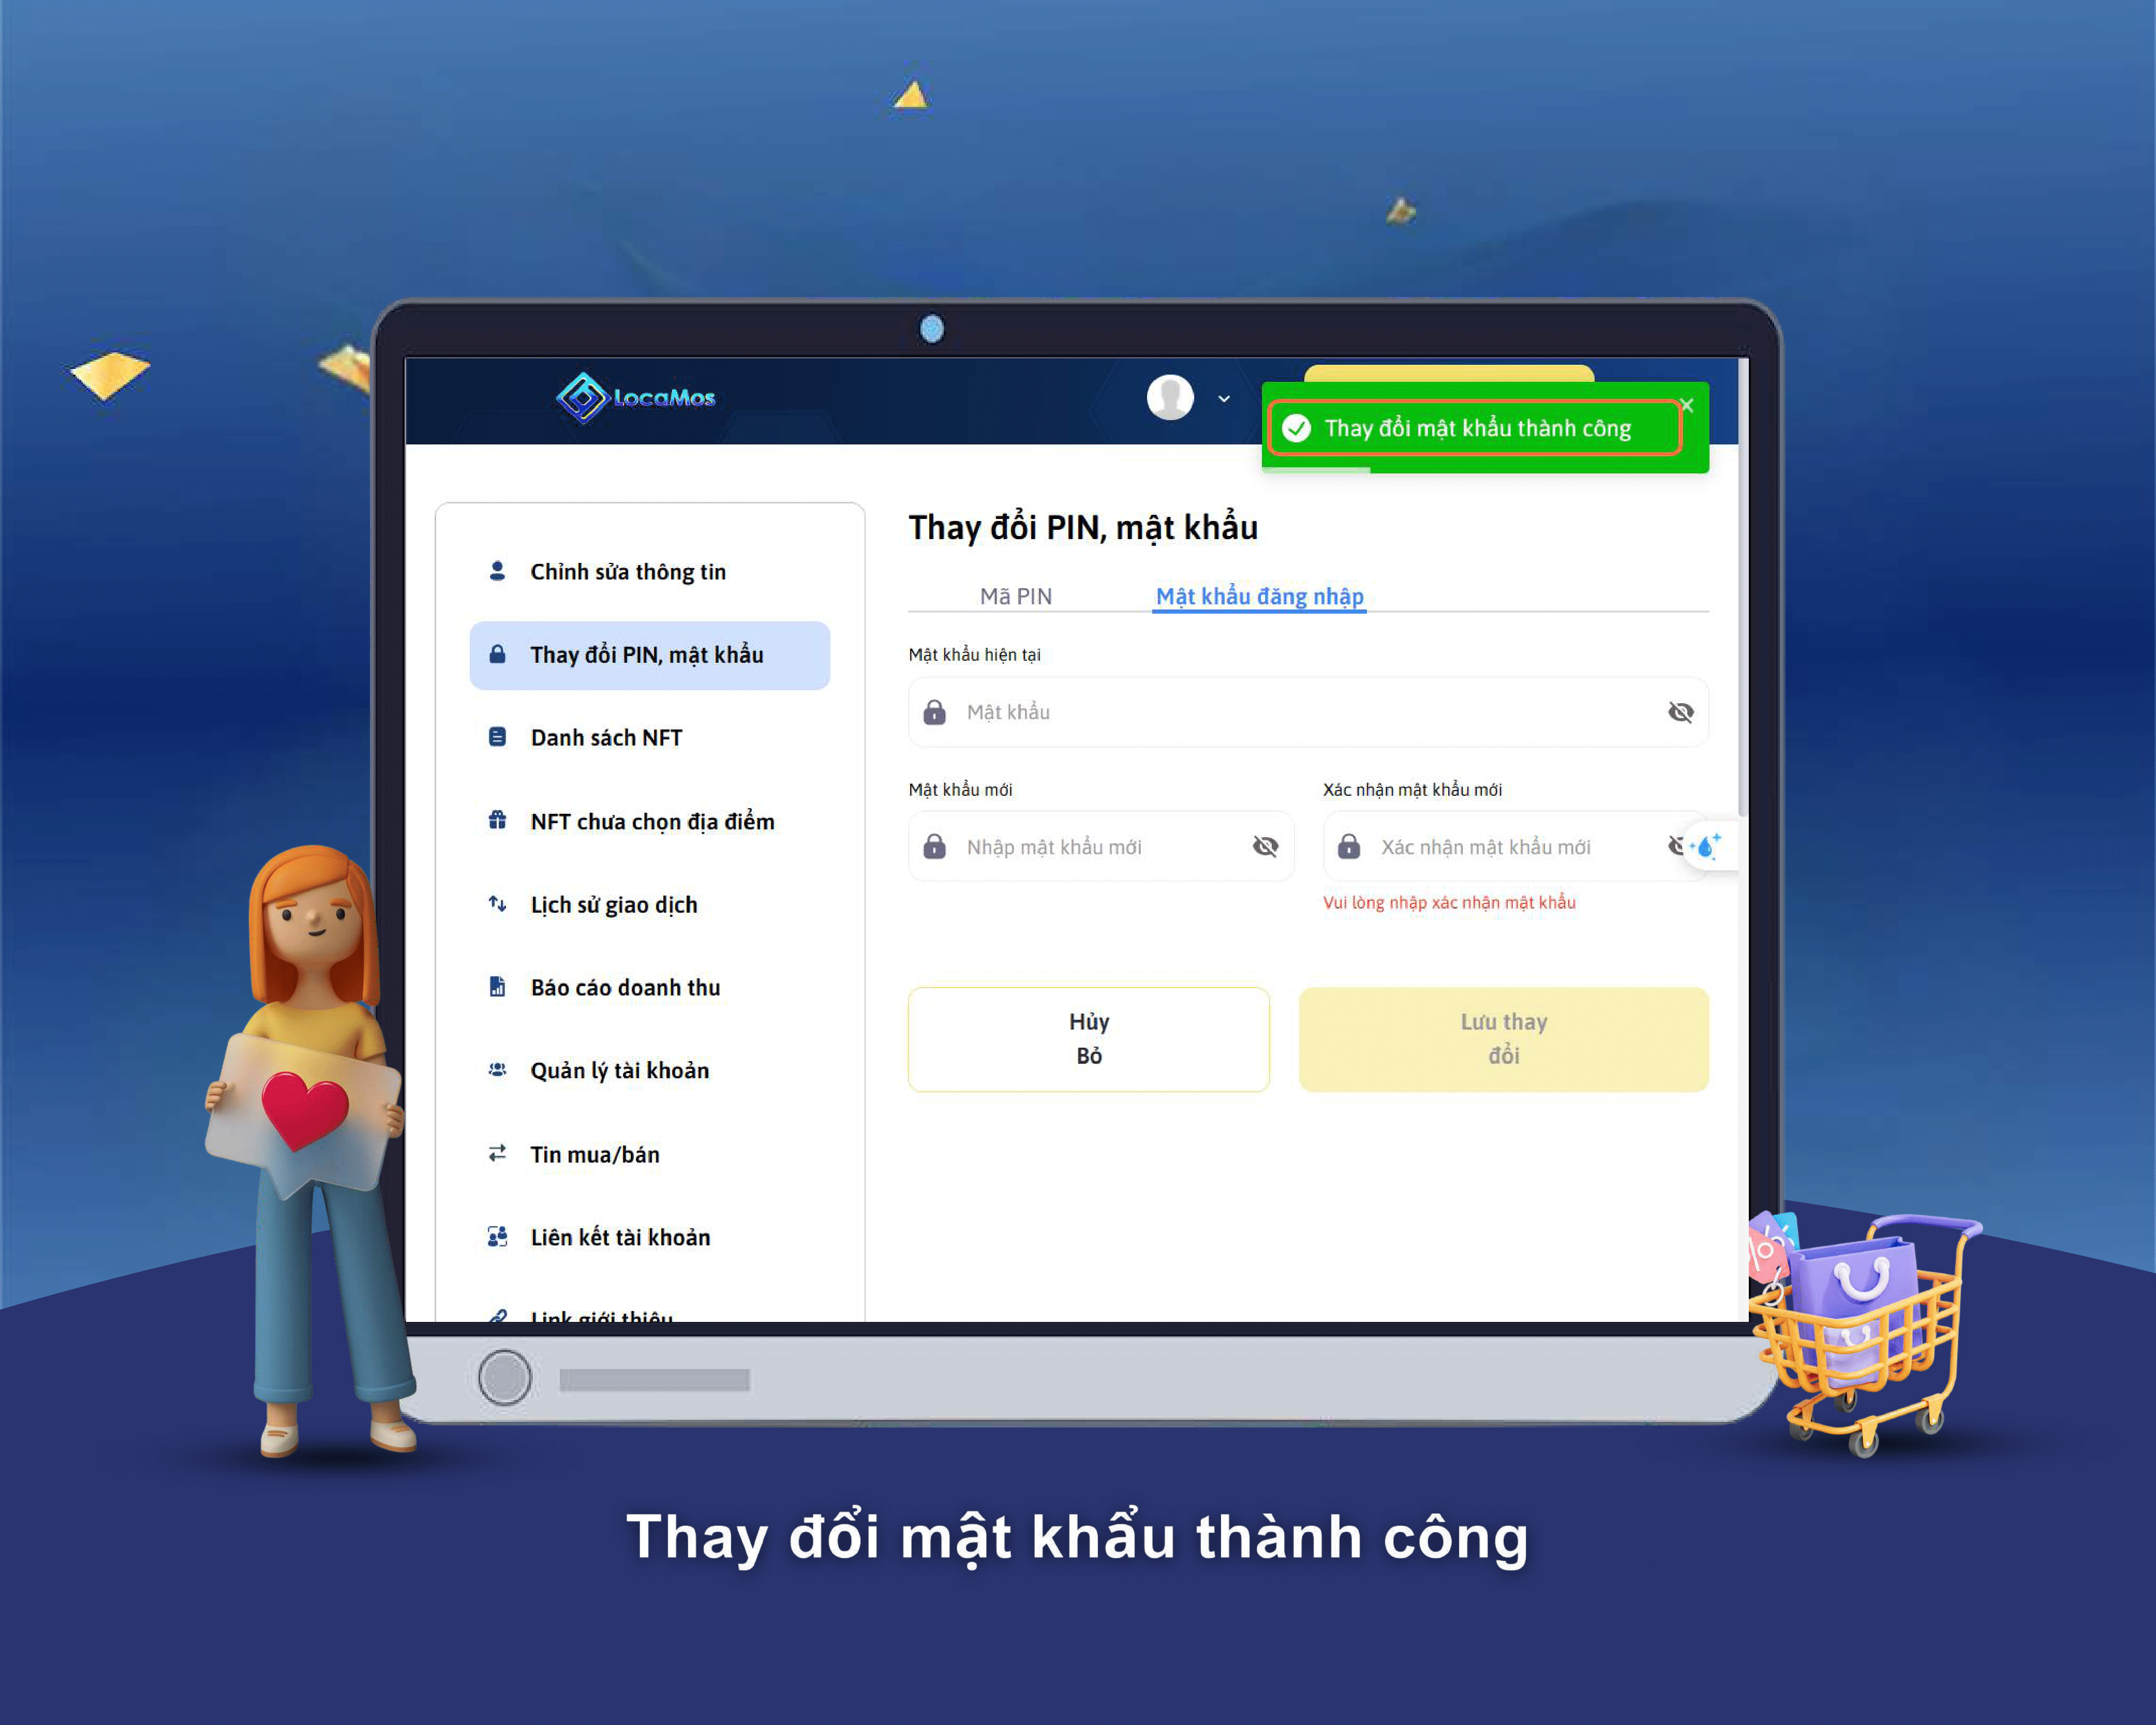 LocaMos
Thay đổi mật khẩu thành công
Chỉnh sửa thông tin
Thay đổi PIN, mật khẩu
Danh sách NFT
NFT chưa chọn địa điểm
Lịch sử giao dịch
Báo cáo doanh thu
Quản lý tài khoản
Tin mua/bán
Liên kết tài khoản
Link giới thiệu
Thay đổi PIN, mật khẩu
Mã PIN
Mật khẩu đăng nhập
Mật khẩu hiện tại
Mật khẩu
Mật khẩu mới
Nhập mật khẩu mới
Xác nhận mật khẩu mới
Xác nhận mật khẩu mới
Vui lòng nhập xác nhận mật khẩu
Hủy
Bỏ
Lưu thay
đổi
%
Thay đổi mật khẩu thành công